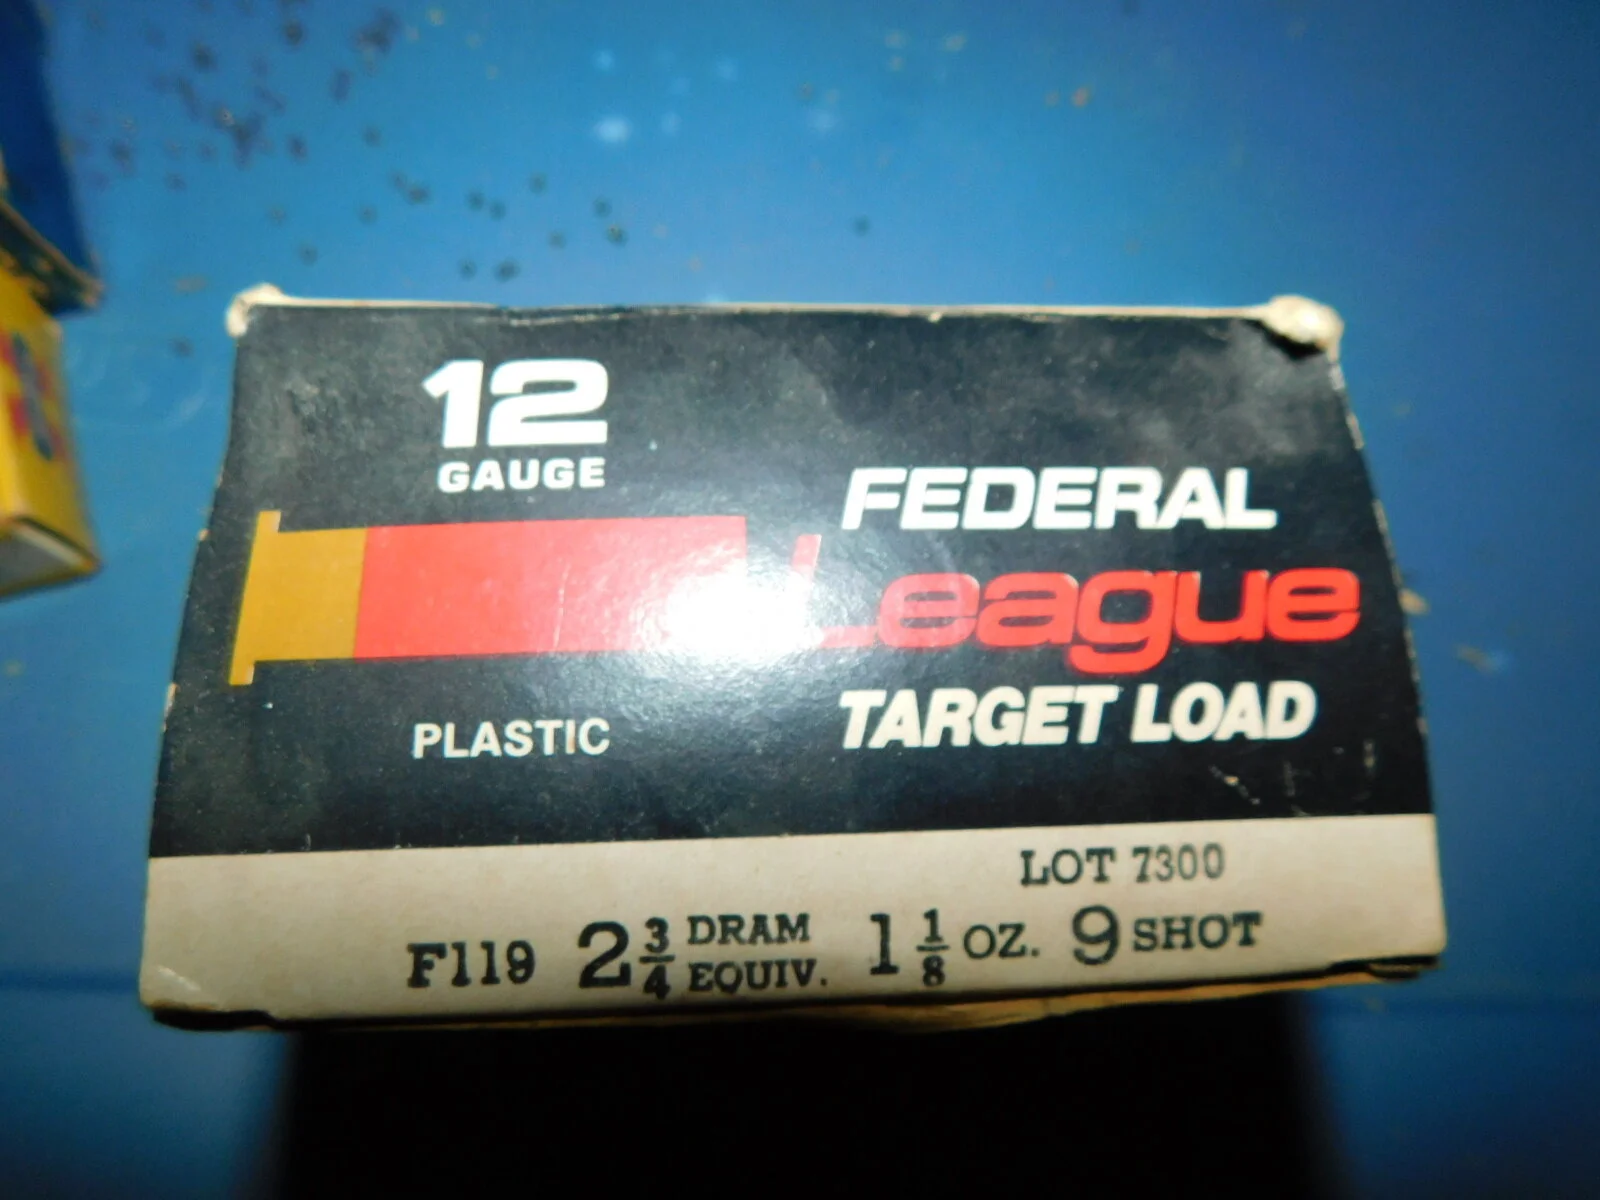 12
GAUGE
FEDERAL
League
TARGET LOAD
PLASTIC
LOT 7300
F119 2 3/4 DRAM EQUIV. 1 1/8 OZ. 9 SHOT